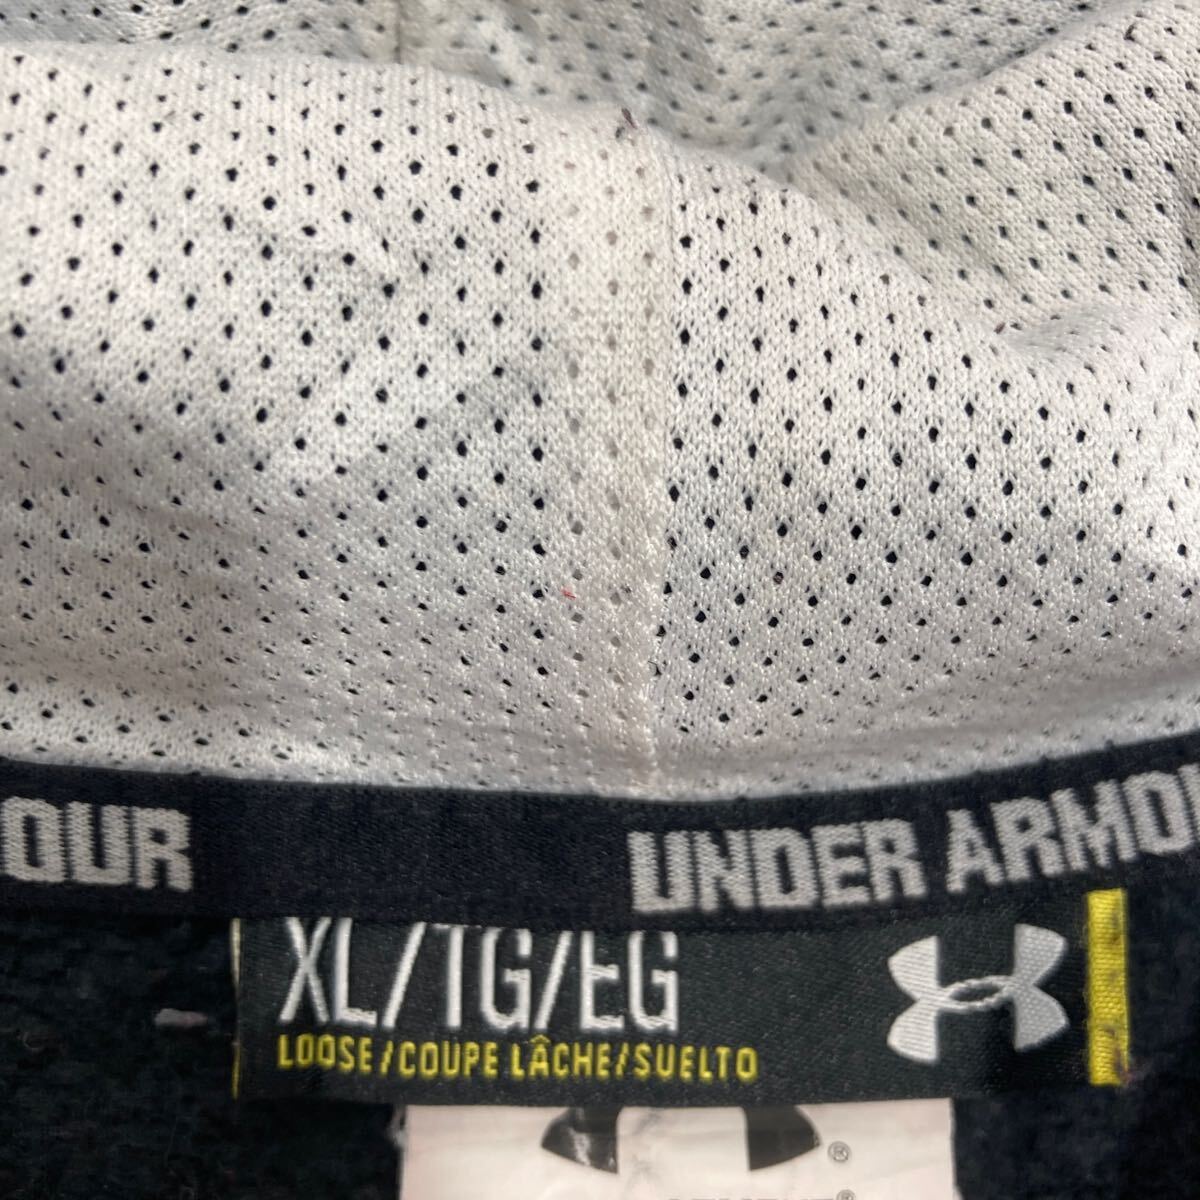 OUR UNDER ARMOU
XL/TG/EG
LOOSE/COUPE LÂCHE/SUELTO
®